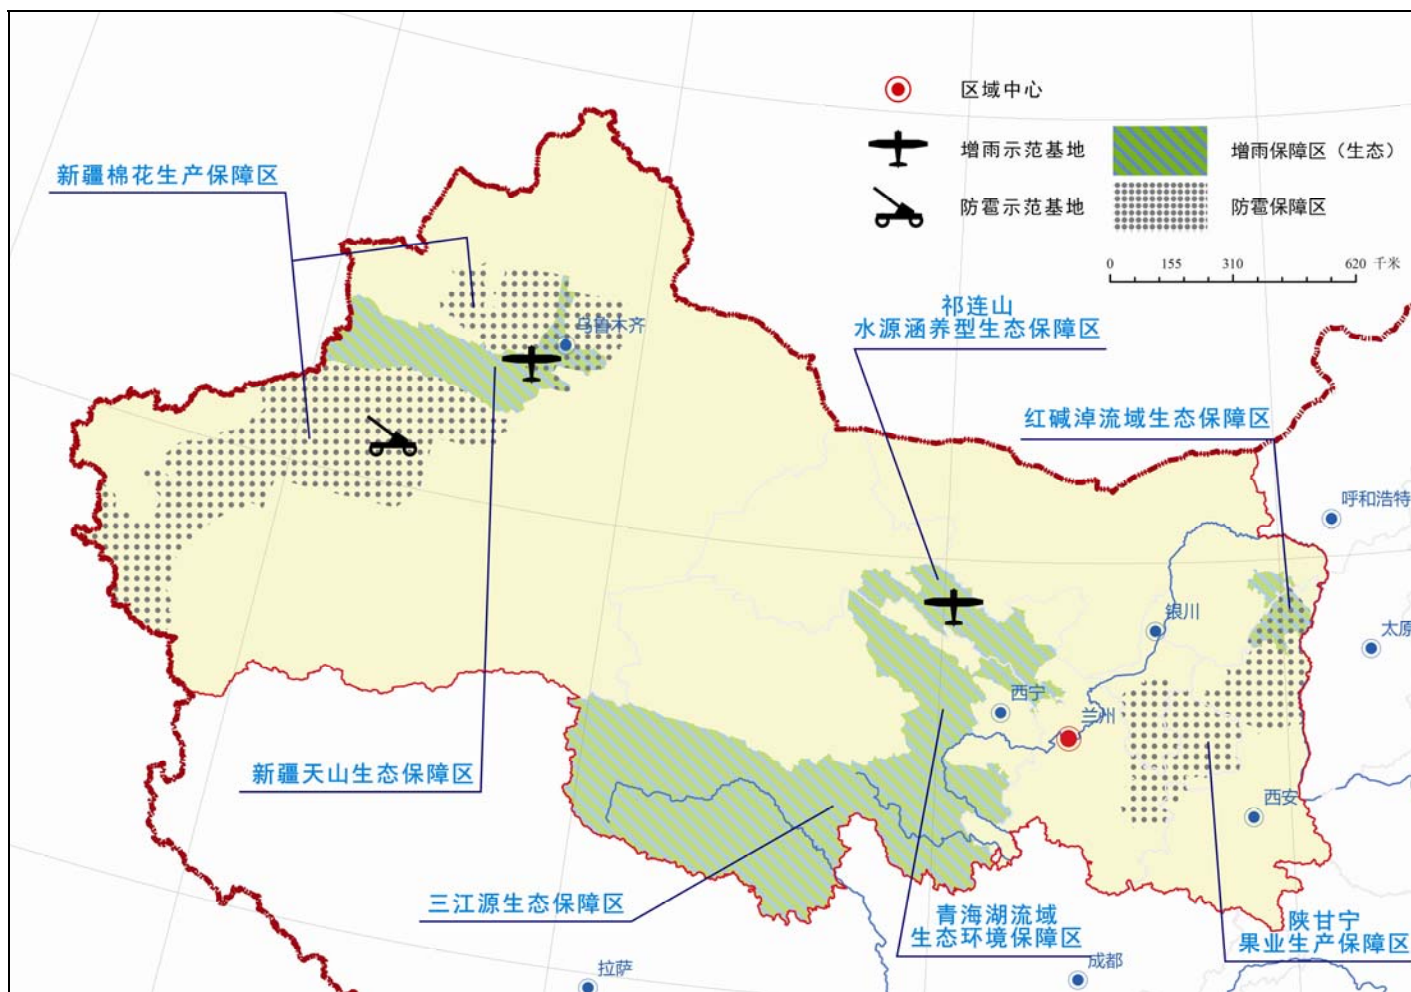 区域中心
增雨示范基地
增雨保障区（生态）
防雹示范基地
防雹保障区
0 155 310 620 千米
新疆棉花生产保障区
祁连山
水源涵养型生态保障区
乌鲁木齐
红碱淖流域生态保障区
呼和浩特
银川
太原
西宁
兰州
新疆天山生态保障区
西安
三江源生态保障区
青海湖流域
生态环境保障区
陕甘宁
果业生产保障区
拉萨
成都